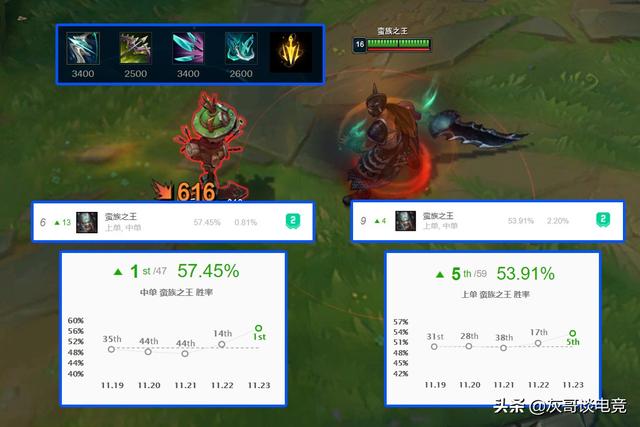 3400
2500
3400
2600
蛮族之王
16
616
6
13
蛮族之王
上单, 中单
57.45%
0.81%
2
9
4
蛮族之王
上单, 中单
53.91%
2.20%
2
1 st /47 57.45%
中单 蛮族之王 胜率
60%
56%
52%
48%
44%
40%
35th
44th
44th
14th
1st
11.19
11.20
11.21
11.22
11.23
5 th /59 53.91%
上单 蛮族之王 胜率
57%
54%
51%
48%
45%
42%
31st
28th
38th
17th
5th
11.19
11.20
11.21
11.22
11.23
头条 @灰哥谈电竞